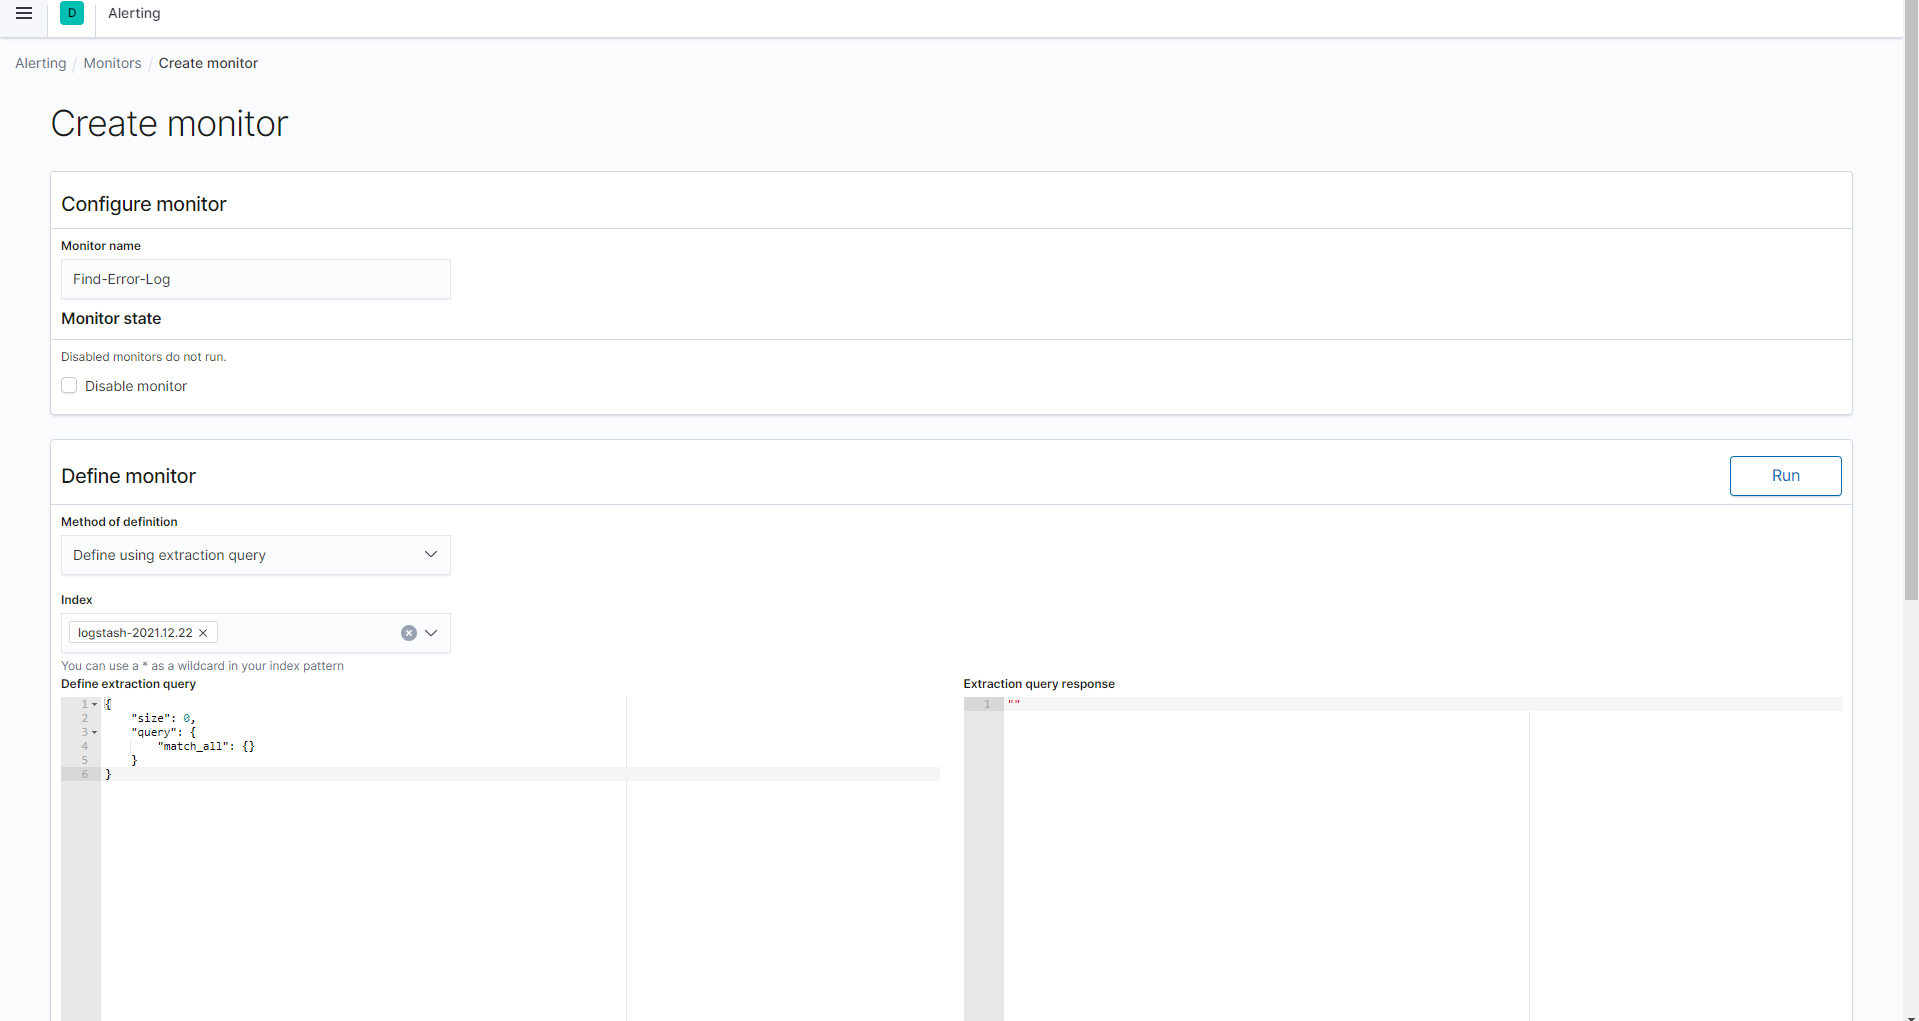 D Alerting
Alerting / Monitors / Create monitor
Create monitor
Configure monitor
Monitor name
Find-Error-Log
Monitor state
Disabled monitors do not run.
Disable monitor
Define monitor
Run
Method of definition
Define using extraction query
Index
logstash-2021.12.22
You can use a * as a wildcard in your index pattern
Define extraction query
1 {
2 "size": 0,
3 "query": {
4 "match_all": {}
5 }
6 }
Extraction query response
1 ""